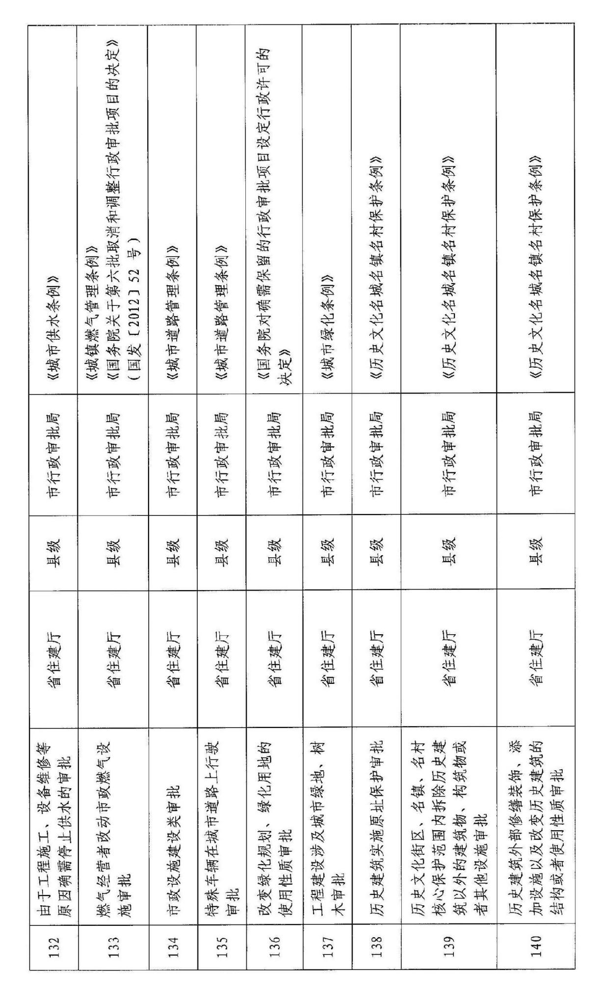 132
由于工程施工、设备维修等
原因确需停止供水的审批
省住建厅
县级
市行政审批局
《城市供水条例》
133
燃气经营者改动市政燃气设
施审批
省住建厅
县级
市行政审批局
《城镇燃气管理条例》
《国务院关于第六批取消和调整行政审批项目的决定》
（国发〔2012〕52 号）
134
市政设施建设类审批
省住建厅
县级
市行政审批局
《城市道路管理条例》
135
特殊车辆在城市道路上行驶
审批
省住建厅
县级
市行政审批局
《城市道路管理条例》
136
改变绿化规划、绿化用地的
使用性质审批
省住建厅
县级
市行政审批局
《国务院对确需保留的行政审批项目设定行政许可的
决定》
137
工程建设涉及城市绿地、树
木审批
省住建厅
县级
市行政审批局
《城市绿化条例》
138
历史建筑实施原址保护审批
省住建厅
县级
市行政审批局
《历史文化名城名镇名村保护条例》
139
历史文化街区、名镇、名村
核心保护范围内拆除历史建
筑以外的建筑物、构筑物或
者其他设施审批
省住建厅
县级
市行政审批局
《历史文化名城名镇名村保护条例》
140
历史建筑外部修缮装饰、添
加设施以及改变历史建筑的
结构或者使用性质审批
省住建厅
县级
市行政审批局
《历史文化名城名镇名村保护条例》